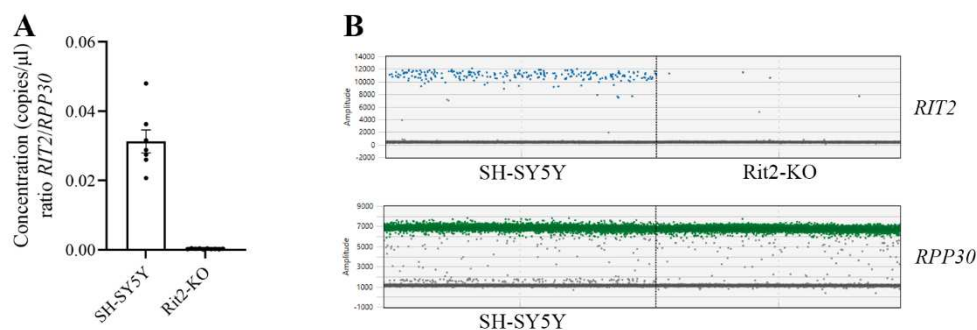 A
Concentration (copies/µl)
ratio RIT2/RPP30
0.06
0.04
0.02
0.00
SH-SY5Y
Rit2-KO
B
Amplitude
14000
12000
10000
8000
6000
4000
2000
0
-2000
SH-SY5Y
Rit2-KO
RIT2
Amplitude
9000
7000
5000
3000
1000
-1000
SH-SY5Y
RPP30